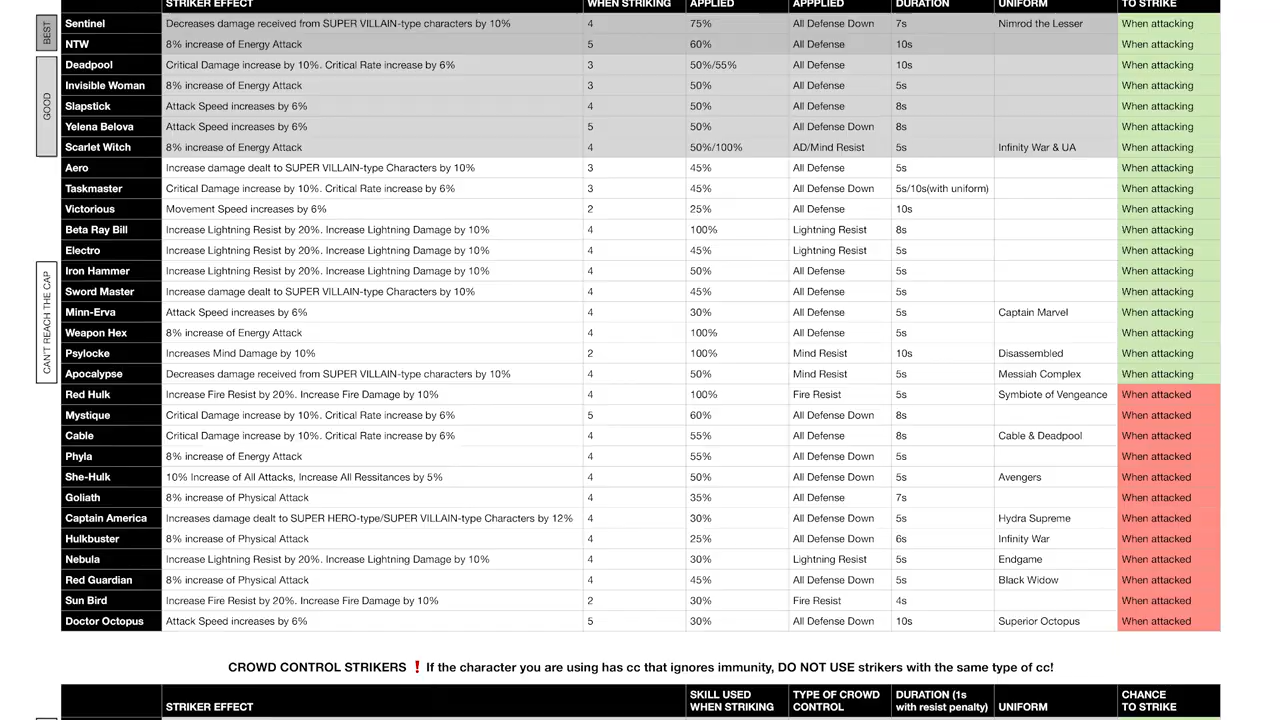 STRIKER EFFECT WHEN STRIKING APPLIED APPPLIED DURATION UNIFORM TO STRIKE
BEST
Sentinel Decreases damage received from SUPER VILLAIN-type characters by 10% 4 75% All Defense Down 7s Nimrod the Lesser When attacking
NTW 8% increase of Energy Attack 5 60% All Defense 10s When attacking
GOOD
Deadpool Critical Damage increase by 10%. Critical Rate increase by 6% 3 50%/55% All Defense 10s When attacking
Invisible Woman 8% increase of Energy Attack 3 50% All Defense 5s When attacking
Slapstick Attack Speed increases by 6% 4 50% All Defense 8s When attacking
Yelena Belova Attack Speed increases by 6% 5 50% All Defense Down 8s When attacking
Scarlet Witch 8% increase of Energy Attack 4 50%/100% AD/Mind Resist 5s Infinity War & UA When attacking
Aero Increase damage dealt to SUPER VILLAIN-type Characters by 10% 3 45% All Defense 5s When attacking
Taskmaster Critical Damage increase by 10%. Critical Rate increase by 6% 3 45% All Defense Down 5s/10s(with uniform) When attacking
Victorious Movement Speed increases by 6% 2 25% All Defense 10s When attacking
Beta Ray Bill Increase Lightning Resist by 20%. Increase Lightning Damage by 10% 4 100% Lightning Resist 8s When attacking
Electro Increase Lightning Resist by 20%. Increase Lightning Damage by 10% 4 45% Lightning Resist 5s When attacking
CAN'T REACH THE CAP
Iron Hammer Increase Lightning Resist by 20%. Increase Lightning Damage by 10% 4 50% All Defense 5s When attacking
Sword Master Increase damage dealt to SUPER VILLAIN-type Characters by 10% 4 45% All Defense 5s When attacking
Minn-Erva Attack Speed increases by 6% 4 30% All Defense 5s Captain Marvel When attacking
Weapon Hex 8% increase of Energy Attack 4 100% All Defense 5s When attacking
Psylocke Increases Mind Damage by 10% 2 100% Mind Resist 10s Disassembled When attacking
Apocalypse Decreases damage received from SUPER VILLAIN-type characters by 10% 4 50% Mind Resist 5s Messiah Complex When attacking
Red Hulk Increase Fire Resist by 20%. Increase Fire Damage by 10% 4 100% Fire Resist 5s Symbiote of Vengeance When attacked
Mystique Critical Damage increase by 10%. Critical Rate increase by 6% 5 60% All Defense Down 8s When attacked
Cable Critical Damage increase by 10%. Critical Rate increase by 6% 4 55% All Defense 8s Cable & Deadpool When attacked
Phyla 8% increase of Energy Attack 4 55% All Defense 5s When attacked
She-Hulk 10% Increase of All Attacks, Increase All Ressitances by 5% 4 50% All Defense Down 5s Avengers When attacked
Goliath 8% increase of Physical Attack 4 35% All Defense 7s When attacked
Captain America Increases damage dealt to SUPER HERO-type/SUPER VILLAIN-type Characters by 12% 4 30% All Defense Down 5s Hydra Supreme When attacked
Hulkbuster 8% increase of Physical Attack 4 25% All Defense Down 6s Infinity War When attacked
Nebula Increase Lightning Resist by 20%. Increase Lightning Damage by 10% 4 30% Lightning Resist 5s Endgame When attacked
Red Guardian 8% increase of Physical Attack 4 45% All Defense Down 5s Black Widow When attacked
Sun Bird Increase Fire Resist by 20%. Increase Fire Damage by 10% 2 30% Fire Resist 4s When attacked
Doctor Octopus Attack Speed increases by 6% 5 30% All Defense Down 10s Superior Octopus When attacked
CROWD CONTROL STRIKERS ❗ If the character you are using has cc that ignores immunity, DO NOT USE strikers with the same type of cc!
SKILL USED TYPE OF CROWD DURATION (1s CHANCE
STRIKER EFFECT WHEN STRIKING CONTROL with resist penalty) UNIFORM TO STRIKE